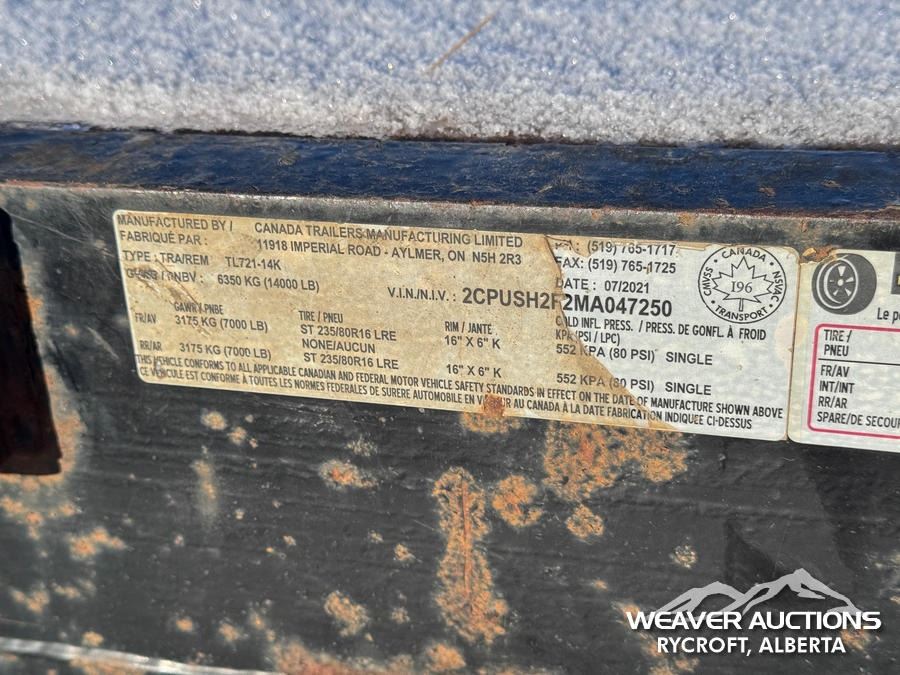 MANUFACTURED BY / CANADA TRAILERS MANUFACTURING LIMITED
FABRIQUÉ PAR : 11918 IMPERIAL ROAD - AYLMER, ON N5H 2R3
(519) 765-1717
FAX: (519) 765-1725
TYPE : TRA/REM TL721-14K
DATE : 07/2021
/ PNBV : 6350 KG (14000 LB)
V.I.N./N.I.V. : 2CPUSH2F2MA047250
GAWR/ PNBE TIRE / PNEU RIM / JANTE COLD INFL. PRESS. / PRESS. DE GONFL. À FROID
KPA (PSI / LPC)
FR/AV 3175 KG (7000 LB) ST 235/80R16 LRE 16" X 6" K 552 KPA (80 PSI) SINGLE
NONE/AUCUN
RR/AR 3175 KG (7000 LB) ST 235/80R16 LRE 16" X 6" K 552 KPA (80 PSI) SINGLE
THIS VEHICLE CONFORMS TO ALL APPLICABLE CANADIAN AND FEDERAL MOTOR VEHICLE SAFETY STANDARDS IN EFFECT ON THE DATE OF MANUFACTURE SHOWN ABOVE
CE VEHICULE EST CONFORME À TOUTES LES NORMES FEDERALES DE SURERE AUTOMOBILE EN VIGUEUR AU CANADA À LA DATE FABRICATION INDIQUEE CI-DESSUS
CANADA
CMVSS
NSVAC
196
TRANSPORT
Le
TIRE /
PNEU
FR/AV
INT/INT
RR/AR
SPARE/DE
WEAVER AUCTIONS
RYCROFT, ALBERTA